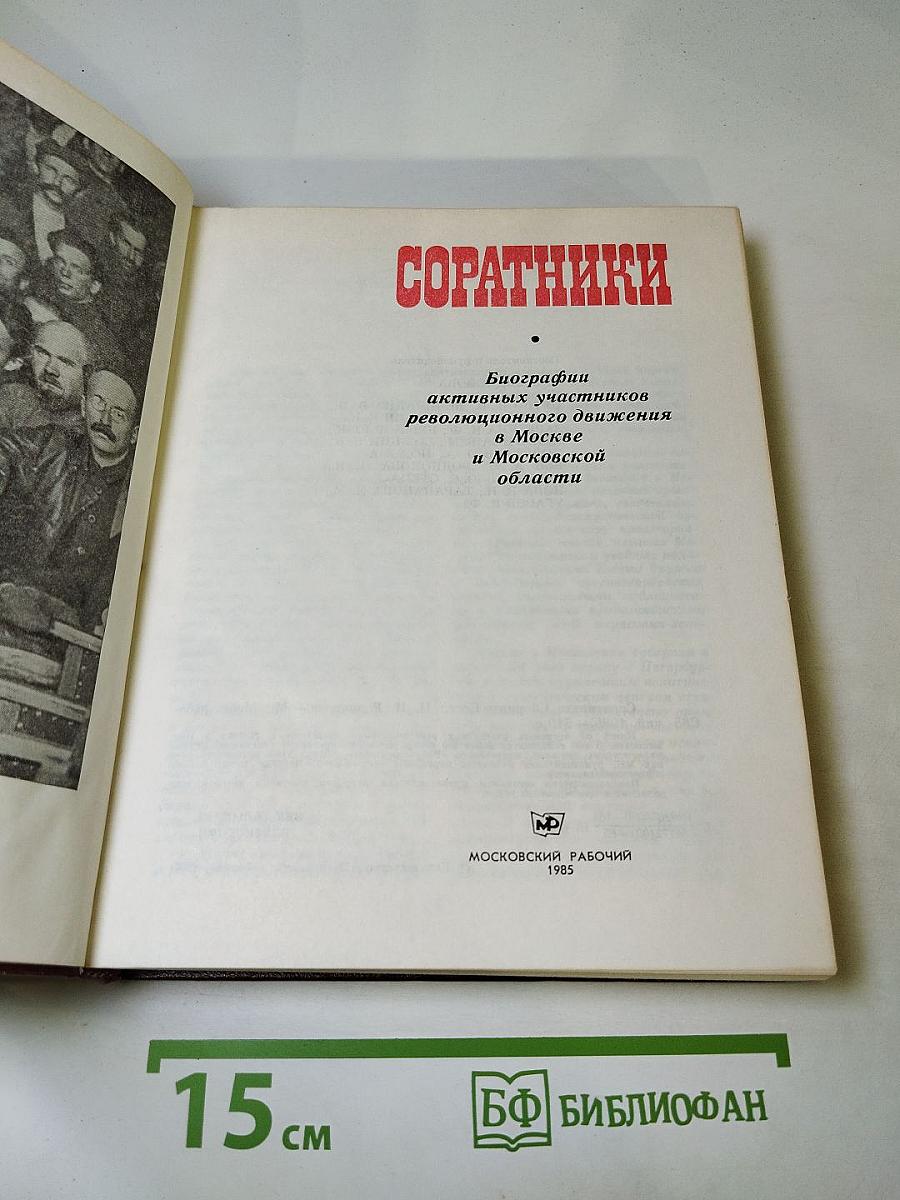 СОРАТНИКИ
•
Биографии
активных участников
революционного движения
в Москве
и Московской
области
МР
МОСКОВСКИЙ РАБОЧИЙ
1985
15 см
БФ БИБЛИОФАН